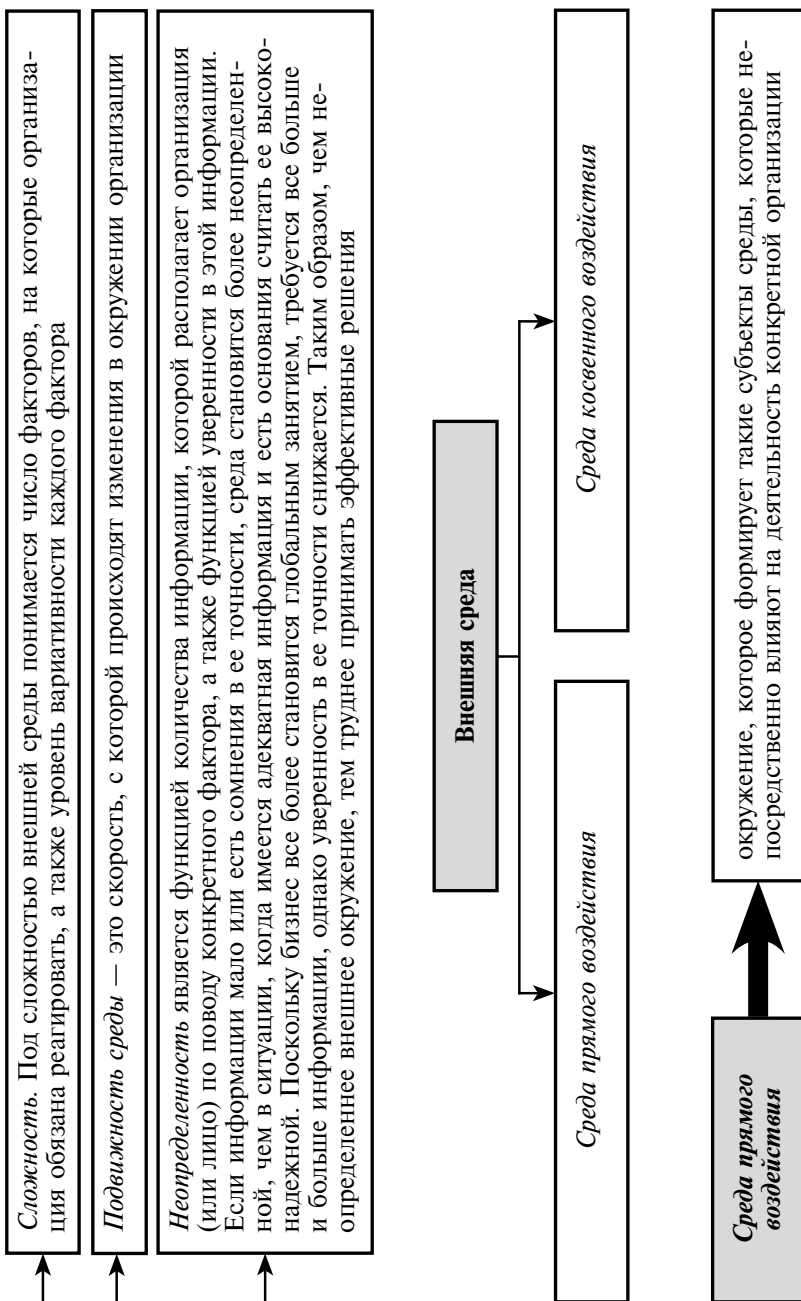 Сложность. Под сложностью внешней среды понимается число факторов, на которые организа-
ция обязана реагировать, а также уровень вариативности каждого фактора
Подвижность среды — это скорость, с которой происходят изменения в окружении организации
Неопределенность является функцией количества информации, которой располагает организация
(или лицо) по поводу конкретного фактора, а также функцией уверенности в этой информации.
Если информации мало или есть сомнения в ее точности, среда становится более неопределен-
ной, чем в ситуации, когда имеется адекватная информация и есть основания считать ее высоко-
надежной. Поскольку бизнес все более становится глобальным занятием, требуется все больше
и больше информации, однако уверенность в ее точности снижается. Таким образом, чем не-
определеннее внешнее окружение, тем труднее принимать эффективные решения
Внешняя среда
Среда прямого воздействия
Среда косвенного воздействия
Среда прямого
воздействия
окружение, которое формирует такие субъекты среды, которые не-
посредственно влияют на деятельность конкретной организации